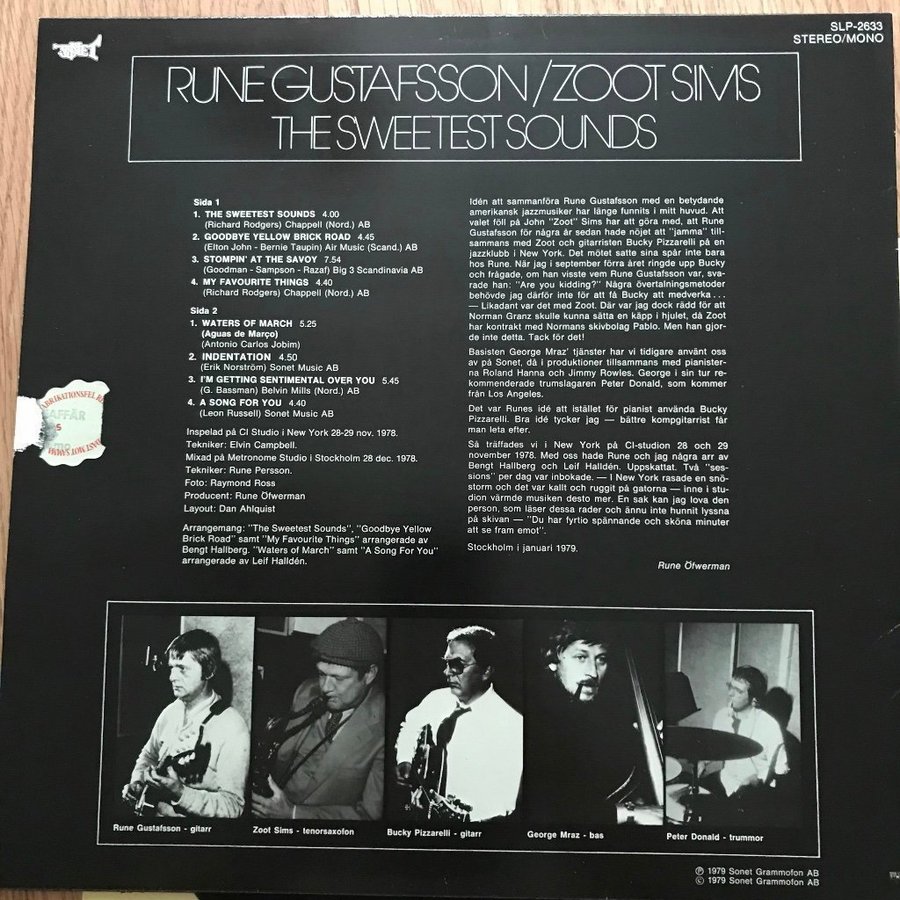 SONET
SLP-2633
STEREO/MONO
RUNE GUSTAFSSON/ZOOT SIMS
THE SWEETEST SOUNDS
Sida 1
1. THE SWEETEST SOUNDS 4.00
(Richard Rodgers) Chappell (Nord.) AB
2. GOODBYE YELLOW BRICK ROAD 4.45
(Elton John - Bernie Taupin) Air Music (Scand.) AB
3. STOMPIN' AT THE SAVOY 7.54
(Goodman - Sampson - Razaf) Big 3 Scandinavia AB
4. MY FAVOURITE THINGS 4.40
(Richard Rodgers) Chappell (Nord.) AB
Sida 2
1. WATERS OF MARCH 5.25
(Aguas de Março)
(Antonio Carlos Jobim)
2. INDENTATION 4.50
(Erik Norström) Sonet Music AB
3. I'M GETTING SENTIMENTAL OVER YOU 5.45
(G. Bassman) Belvin Mills (Nord.) AB
4. A SONG FOR YOU 4.40
(Leon Russell) Sonet Music AB
Inspelad på CI Studio i New York 28-29 nov. 1978.
Tekniker: Elvin Campbell.
Mixad på Metronome Studio i Stockholm 28 dec. 1978.
Tekniker: Rune Persson.
Foto: Raymond Ross
Producent: Rune Öfwerman
Layout: Dan Ahlquist
Arrangemang: "The Sweetest Sounds", "Goodbye Yellow
Brick Road" samt "My Favourite Things" arrangerade av
Bengt Hallberg. "Waters of March" samt "A Song For You"
arrangerade av Leif Halldén.
Idén att sammanföra Rune Gustafsson med en betydande
amerikansk jazzmusiker har länge funnits i mitt huvud. Att
valet föll på John "Zoot" Sims har att göra med, att Rune
Gustafsson för några år sedan hade nöjet att "jamma" till-
sammans med Zoot och gitarristen Bucky Pizzarelli på en
jazzklubb i New York. Det mötet satte sina spår inte bara
hos Rune. När jag i september förra året ringde upp Bucky
och frågade, om han visste vem Rune Gustafsson var, sva-
rade han: "Are you kidding?" Några övertalningsmetoder
behövde jag därför inte för att få Bucky att medverka . . .
— Likadant var det med Zoot. Där var jag dock rädd för att
Norman Granz skulle kunna sätta en käpp i hjulet, då Zoot
har kontrakt med Normans skivbolag Pablo. Men han gjor-
de inte detta. Tack för det!
Basisten George Mraz' tjänster har vi tidigare använt oss
av på Sonet, då i produktioner tillsammans med pianister-
na Roland Hanna och Jimmy Rowles. George i sin tur re-
kommenderade trumslagaren Peter Donald, som kommer
från Los Angeles.
Det var Runes idé att istället för pianist använda Bucky
Pizzarelli. Bra idé tycker jag — bättre kompgitarrist får
man leta efter.
Så träffades vi i New York på CI-studion 28 och 29
november 1978. Med oss hade Rune och jag några arr av
Bengt Hallberg och Leif Halldén. Uppskattat. Två "ses-
sions" per dag var inbokade. — I New York rasade en snö-
storm och det var kallt och ruggit på gatorna — inne i stu-
dion värmde musiken desto mer. En sak kan jag lova den
person, som läser dessa rader och ännu inte hunnit lyssna
på skivan — "Du har fyrtio spännande och sköna minuter
att se fram emot".
Stockholm i januari 1979.
Rune Öfwerman
Rune Gustafsson - gitarr
Zoot Sims - tenorsaxofon
Bucky Pizzarelli - gitarr
George Mraz - bas
Peter Donald - trummor
℗ 1979 Sonet Grammofon AB
© 1979 Sonet Grammofon AB